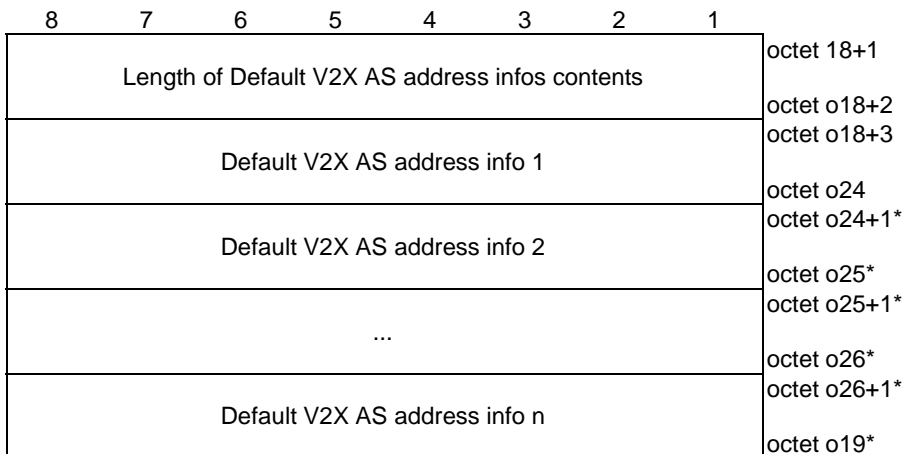 8 7 6 5 4 3 2 1
Length of Default V2X AS address infos contents
octet 18+1
octet o18+2
Default V2X AS address info 1
octet o18+3
octet o24
Default V2X AS address info 2
octet o24+1*
octet o25*
...
octet o25+1*
octet o26*
Default V2X AS address info n
octet o26+1*
octet o19*